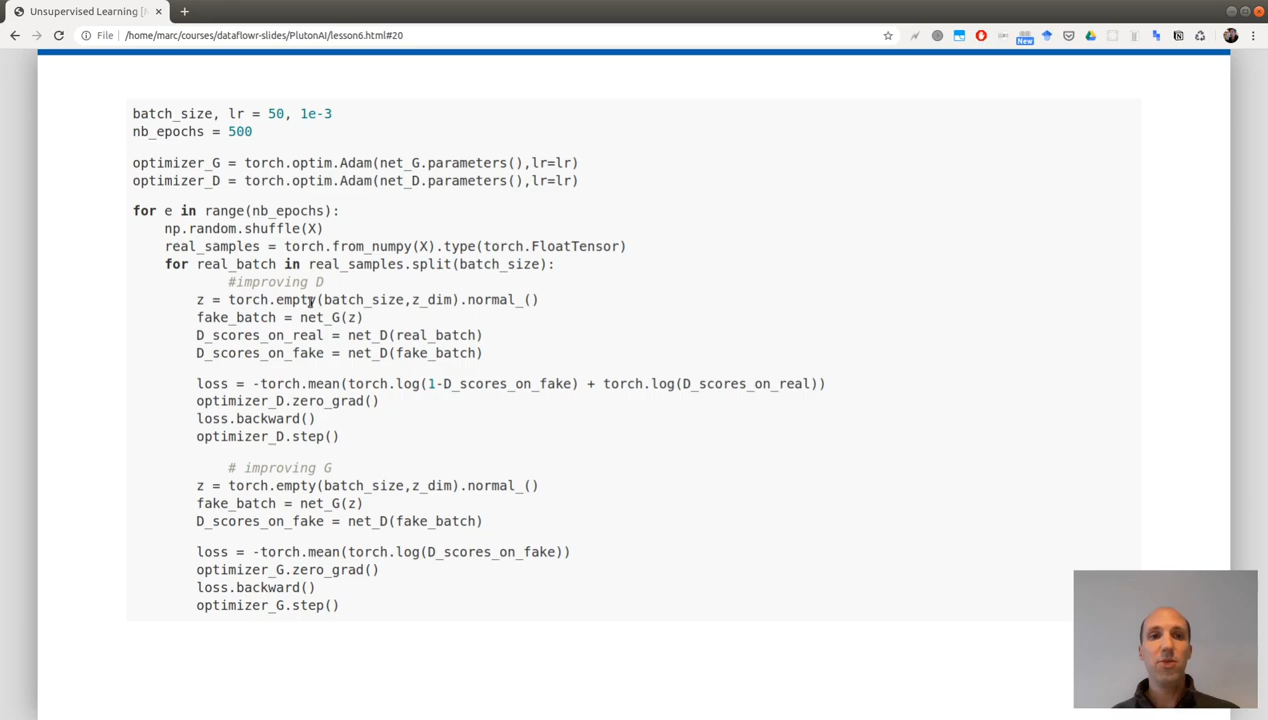 Unsupervised Learning [
File
/home/marc/courses/dataflowr-slides/PlutonAI/lesson6.html#20
New
batch_size, lr = 50, 1e-3
nb_epochs = 500
optimizer_G = torch.optim.Adam(net_G.parameters(),lr=lr)
optimizer_D = torch.optim.Adam(net_D.parameters(),lr=lr)
for e in range(nb_epochs):
np.random.shuffle(X)
real_samples = torch.from_numpy(X).type(torch.FloatTensor)
for real_batch in real_samples.split(batch_size):
#improving D
z = torch.empty(batch_size,z_dim).normal_()
fake_batch = net_G(z)
D_scores_on_real = net_D(real_batch)
D_scores_on_fake = net_D(fake_batch)
loss = -torch.mean(torch.log(1-D_scores_on_fake) + torch.log(D_scores_on_real))
optimizer_D.zero_grad()
loss.backward()
optimizer_D.step()
# improving G
z = torch.empty(batch_size,z_dim).normal_()
fake_batch = net_G(z)
D_scores_on_fake = net_D(fake_batch)
loss = -torch.mean(torch.log(D_scores_on_fake))
optimizer_G.zero_grad()
loss.backward()
optimizer_G.step()